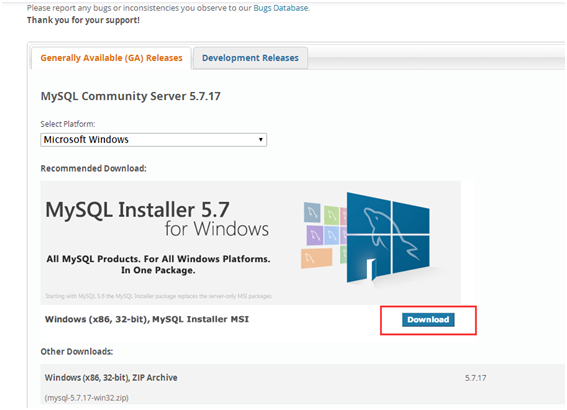 Please report any bugs or inconsistencies you observe to our Bugs Database.
Thank you for your support!
Generally Available (GA) Releases
Development Releases
MySQL Community Server 5.7.17
Select Platform:
Microsoft Windows
Recommended Download:
MySQL Installer 5.7
for Windows
All MySQL Products. For All Windows Platforms.
In One Package.
Starting with MySQL 5.6 the MySQL Installer package replaces the server-only MSI packages.
Windows (x86, 32-bit), MySQL Installer MSI
Download
Other Downloads:
Windows (x86, 32-bit), ZIP Archive
5.7.17
(mysql-5.7.17-win32.zip)